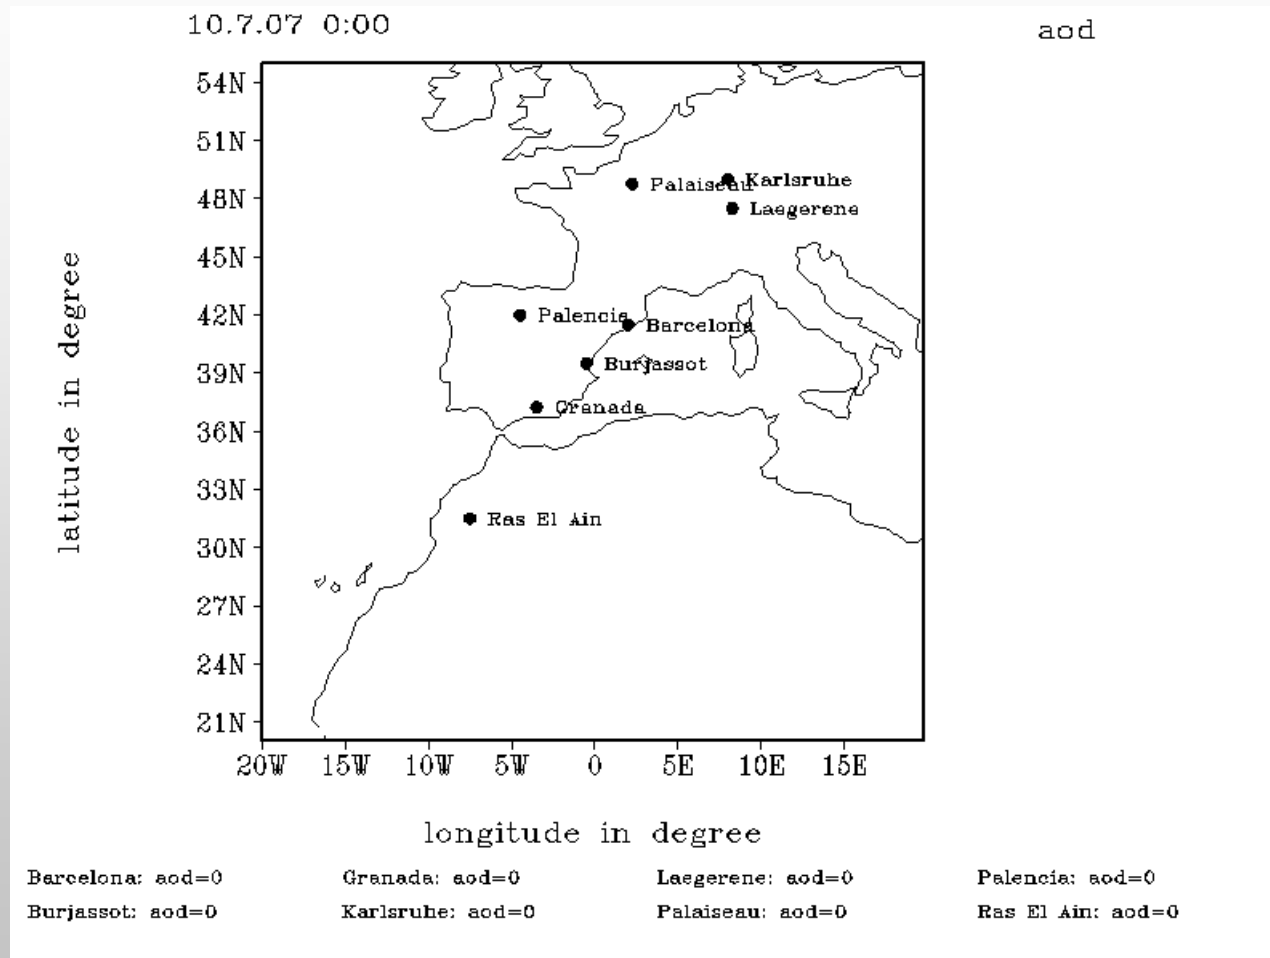 10.7.07 0:00
aod
54N
51N
Palaiseau
Karlsruhe
48N
Laegerene
45N
42N
Palencia
Barcelona
39N
Burjassot
Granada
36N
33N
Ras El Ain
30N
27N
24N
21N
latitude in degree
20W 15W 10W 5W 0 5E 10E 15E
longitude in degree
Barcelona: aod=0 Granada: aod=0 Laegerene: aod=0 Palencia: aod=0
Burjassot: aod=0 Karlsruhe: aod=0 Palaiseau: aod=0 Ras El Ain: aod=0